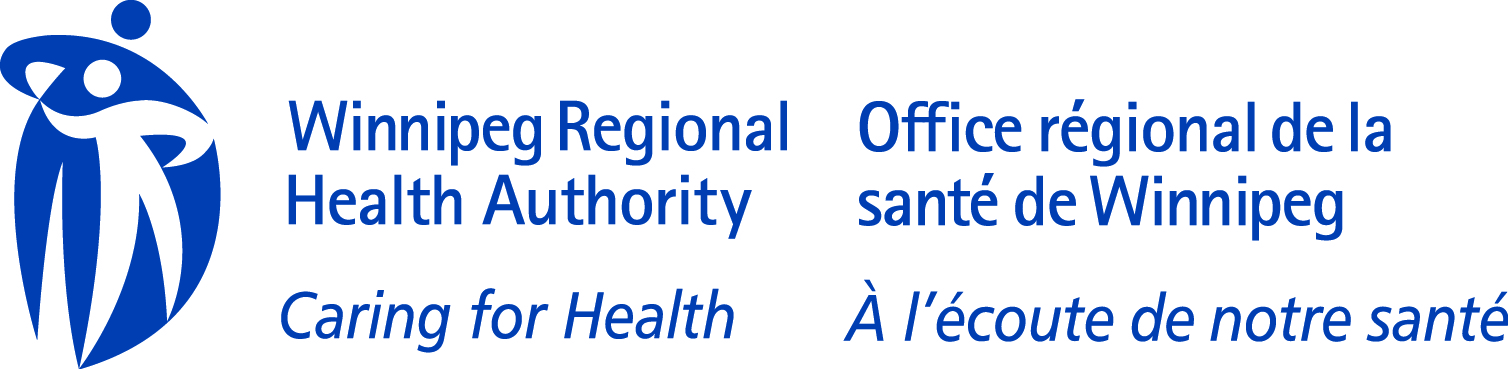 Winnipeg Regional
Health Authority
Caring for Health
Office régional de la
santé de Winnipeg
À l’écoute de notre santé